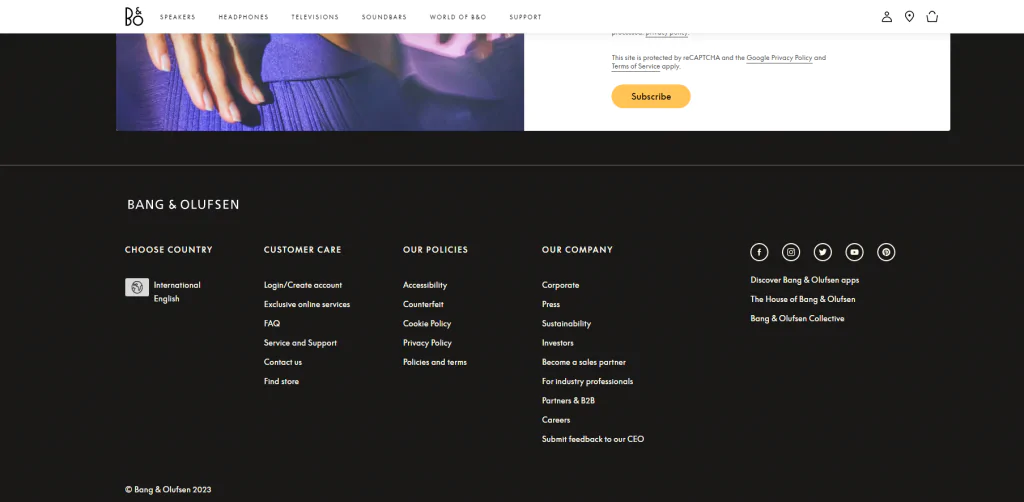 B&O
SPEAKERS HEADPHONES TELEVISIONS SOUNDBARS WORLD OF B&O SUPPORT
processed, privacy policy.
This site is protected by reCAPTCHA and the Google Privacy Policy and
Terms of Service apply.
Subscribe
BANG & OLUFSEN
CHOOSE COUNTRY
International
English
CUSTOMER CARE
Login/Create account
Exclusive online services
FAQ
Service and Support
Contact us
Find store
OUR POLICIES
Accessibility
Counterfeit
Cookie Policy
Privacy Policy
Policies and terms
OUR COMPANY
Corporate
Press
Sustainability
Investors
Become a sales partner
For industry professionals
Partners & B2B
Careers
Submit feedback to our CEO
Discover Bang & Olufsen apps
The House of Bang & Olufsen
Bang & Olufsen Collective
© Bang & Olufsen 2023